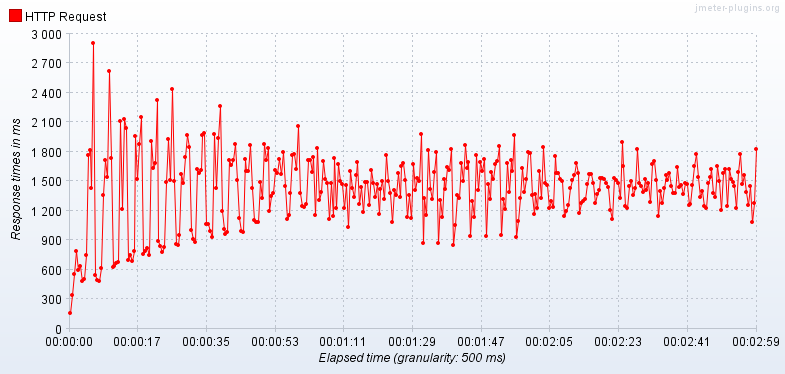 jmeter-plugins.org
HTTP Request
3 000
2 700
2 400
2 100
1 800
1 500
1 200
900
600
300
0
Response times in ms
00:00:00 00:00:17 00:00:35 00:00:53 00:01:11 00:01:29 00:01:47 00:02:05 00:02:23 00:02:41 00:02:59
Elapsed time (granularity: 500 ms)